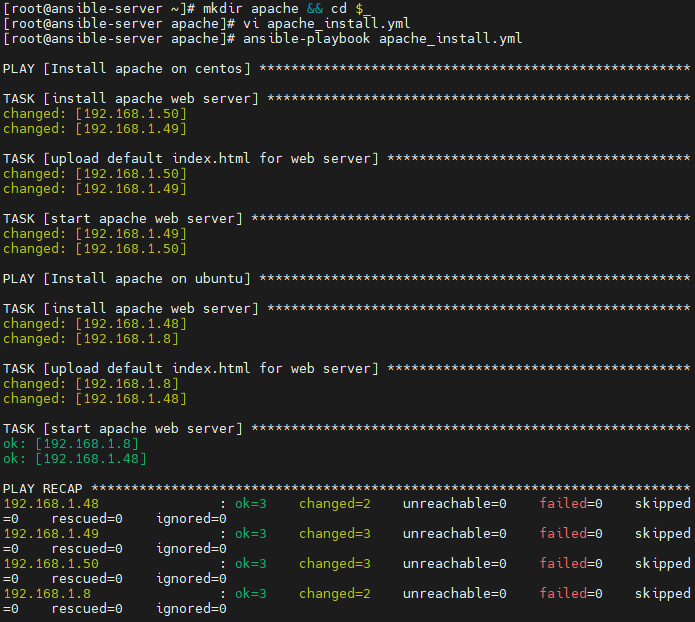 [root@ansible-server ~]# mkdir apache && cd $_
[root@ansible-server apache]# vi apache_install.yml
[root@ansible-server apache]# ansible-playbook apache_install.yml
PLAY [Install apache on centos] ******************************************************
TASK [install apache web server] *****************************************************
changed: [192.168.1.50]
changed: [192.168.1.49]
TASK [upload default index.html for web server] **************************************
changed: [192.168.1.50]
changed: [192.168.1.49]
TASK [start apache web server] *******************************************************
changed: [192.168.1.49]
changed: [192.168.1.50]
PLAY [Install apache on ubuntu] ******************************************************
TASK [install apache web server] *****************************************************
changed: [192.168.1.48]
changed: [192.168.1.8]
TASK [upload default index.html for web server] **************************************
changed: [192.168.1.8]
changed: [192.168.1.48]
TASK [start apache web server] *******************************************************
ok: [192.168.1.8]
ok: [192.168.1.48]
PLAY RECAP ***************************************************************************
192.168.1.48               : ok=3    changed=2    unreachable=0    failed=0    skipped
=0    rescued=0    ignored=0
192.168.1.49               : ok=3    changed=3    unreachable=0    failed=0    skipped
=0    rescued=0    ignored=0
192.168.1.50               : ok=3    changed=3    unreachable=0    failed=0    skipped
=0    rescued=0    ignored=0
192.168.1.8                : ok=3    changed=2    unreachable=0    failed=0    skipped
=0    rescued=0    ignored=0